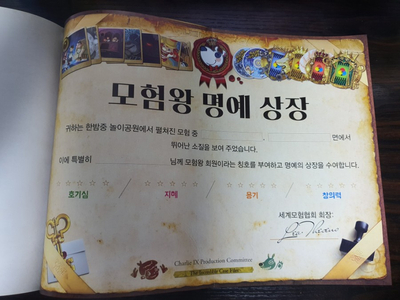 모험왕 명예 상장
귀하는 한밤중 놀이공원에서 펼쳐진 모험 중 면에서
뛰어난 소질을 보여 주었습니다.
이에 특별히 님께 모험왕 회원이라는 칭호를 부여하고 명예의 상장을 수여합니다.
호기심 / 지혜 / 용기 / 창의력
세계모험협회 회장:
Charlie IX Production Committee